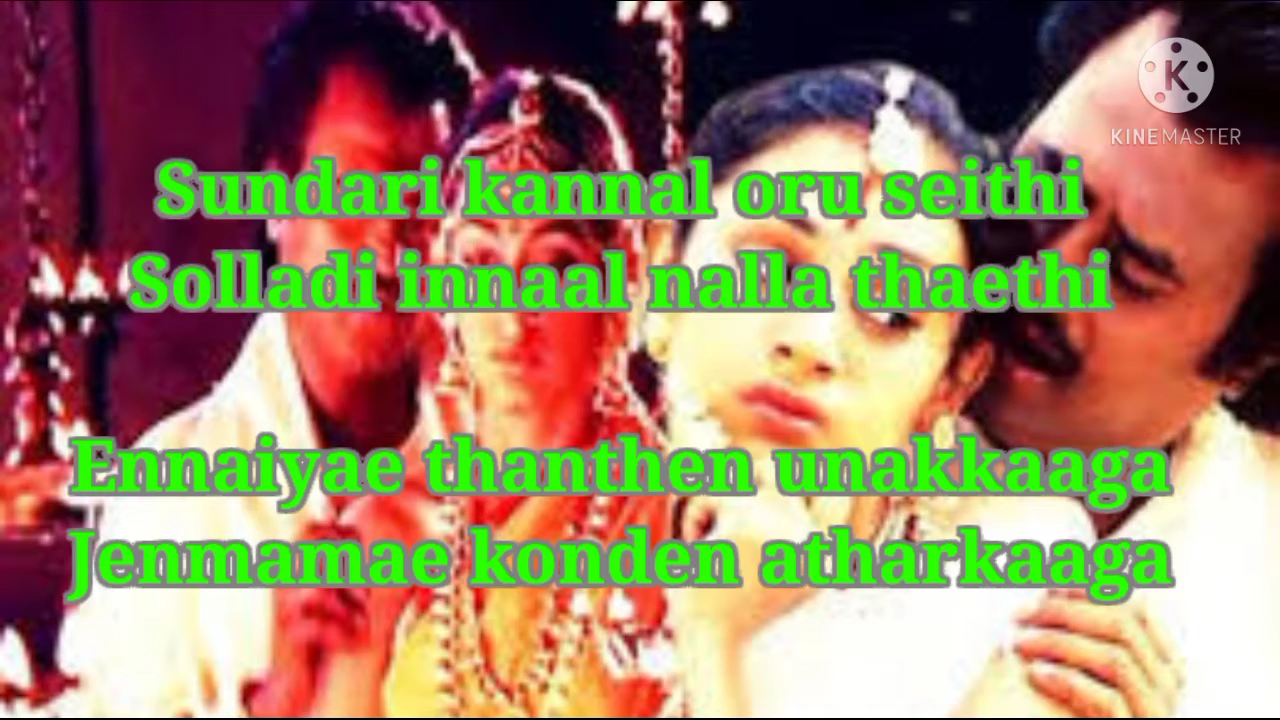 KINEMASTER
Sundari kannal oru seithi
Solladi innaal nalla thaethi
Ennaiyae thanthen unakkaaga
Jenmamae konden atharkaaga